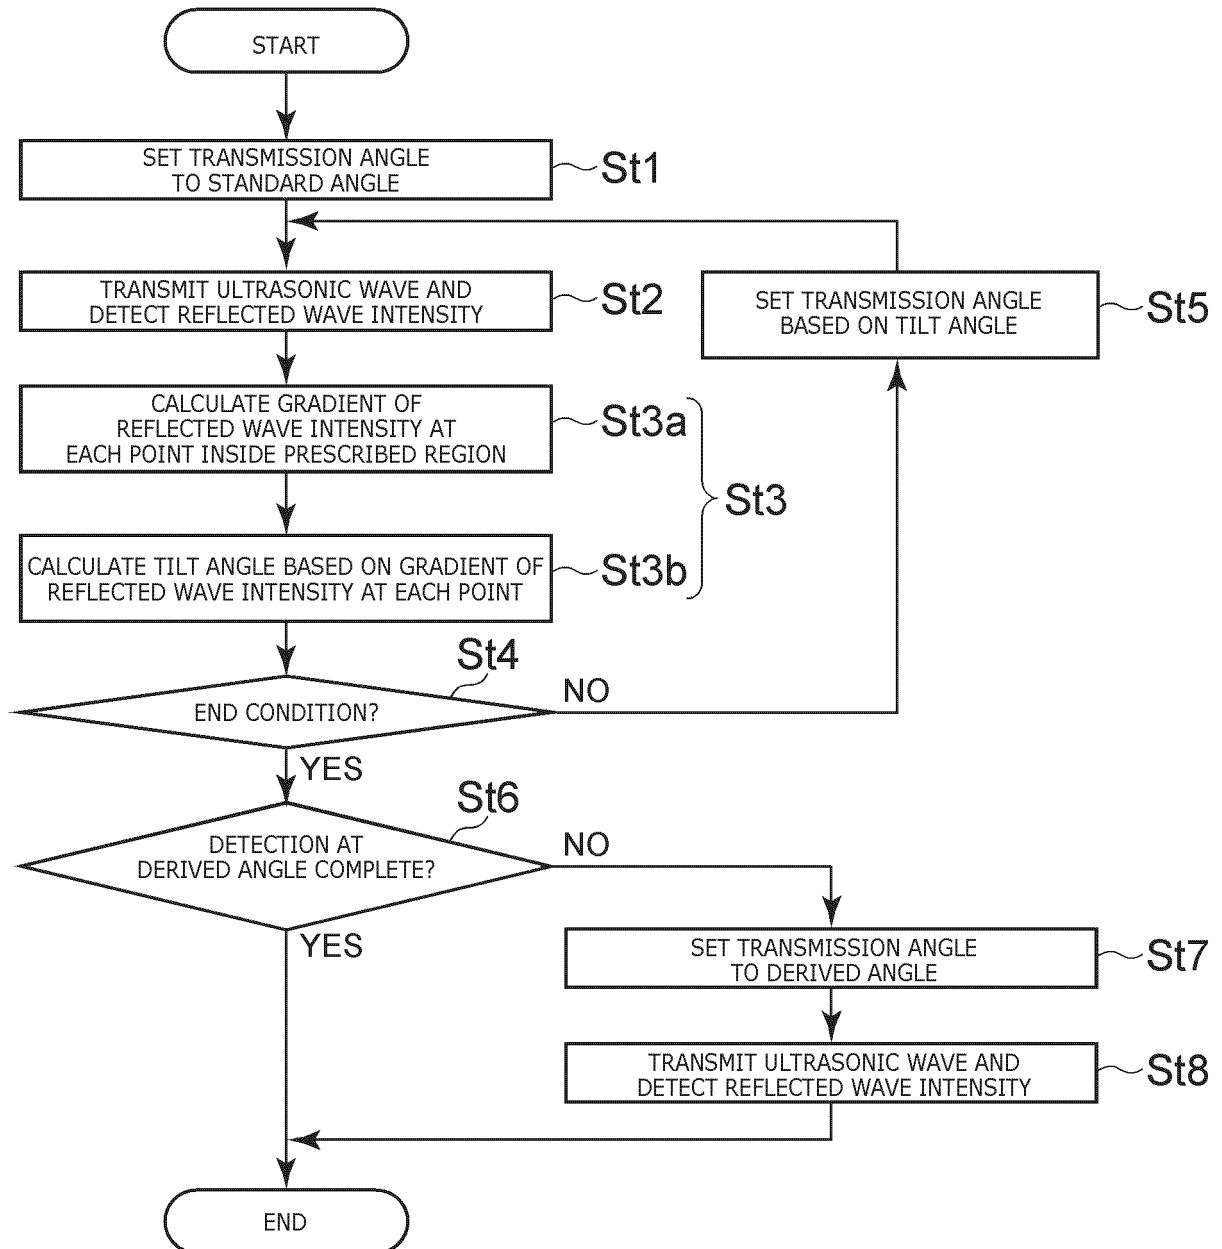 START
SET TRANSMISSION ANGLE
TO STANDARD ANGLE
St1
TRANSMIT ULTRASONIC WAVE AND
DETECT REFLECTED WAVE INTENSITY
St2
SET TRANSMISSION ANGLE
BASED ON TILT ANGLE
St5
CALCULATE GRADIENT OF
REFLECTED WAVE INTENSITY AT
EACH POINT INSIDE PRESCRIBED REGION
St3a
St3
CALCULATE TILT ANGLE BASED ON GRADIENT OF
REFLECTED WAVE INTENSITY AT EACH POINT
St3b
St4
END CONDITION?
NO
YES
St6
DETECTION AT
DERIVED ANGLE COMPLETE?
NO
YES
SET TRANSMISSION ANGLE
TO DERIVED ANGLE
St7
TRANSMIT ULTRASONIC WAVE AND
DETECT REFLECTED WAVE INTENSITY
St8
END